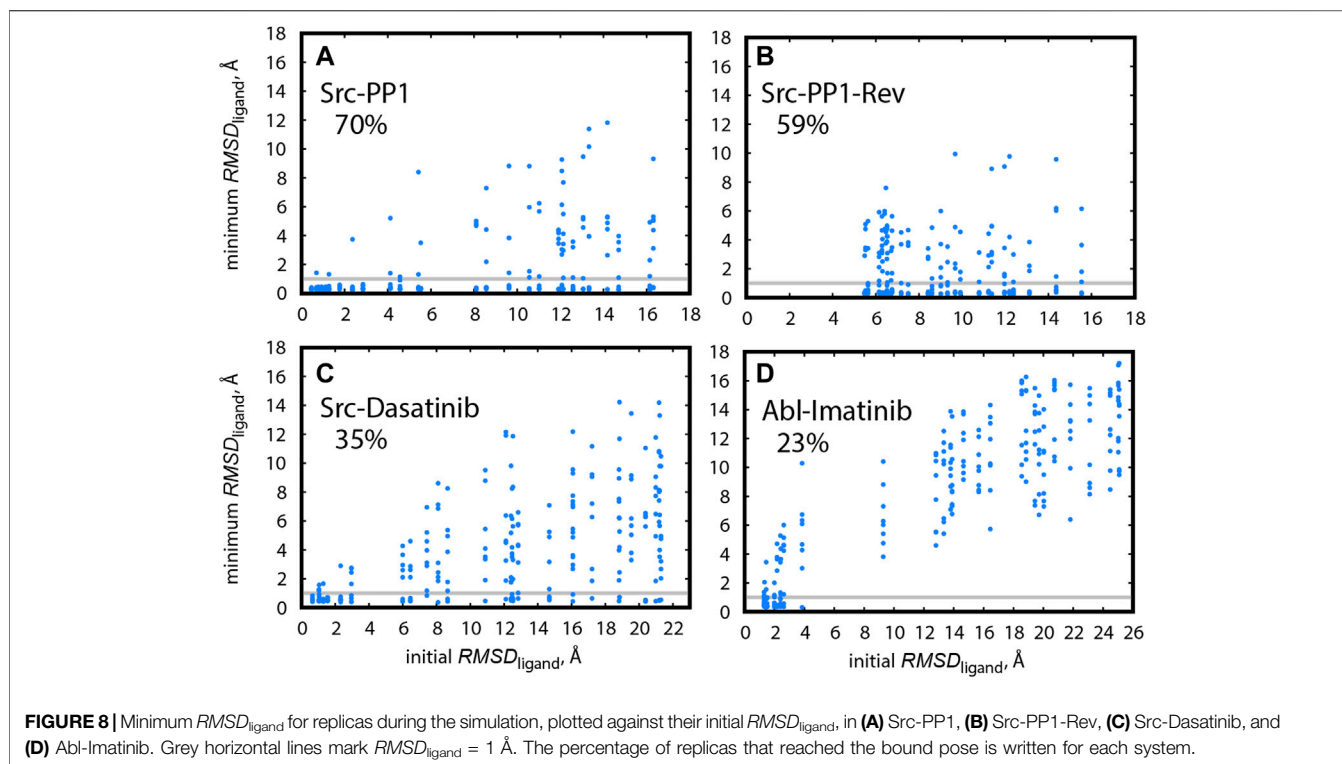 A
Src-PP1
70%
minimum RMSDligand, Å
18
16
14
12
10
8
6
4
2
0
0 2 4 6 8 10 12 14 16 18
B
Src-PP1-Rev
59%
18
16
14
12
10
8
6
4
2
0
0 2 4 6 8 10 12 14 16 18
C
Src-Dasatinib
35%
minimum RMSDligand, Å
18
16
14
12
10
8
6
4
2
0
0 2 4 6 8 10 12 14 16 18 20 22
initial RMSDligand, Å
D
Abl-Imatinib
23%
18
16
14
12
10
8
6
4
2
0
0 2 4 6 8 10 12 14 16 18 20 22 24 26
initial RMSDligand, Å
FIGURE 8 | Minimum RMSDligand for replicas during the simulation, plotted against their initial RMSDligand, in (A) Src-PP1, (B) Src-PP1-Rev, (C) Src-Dasatinib, and
(D) Abl-Imatinib. Grey horizontal lines mark RMSDligand = 1 Å. The percentage of replicas that reached the bound pose is written for each system.